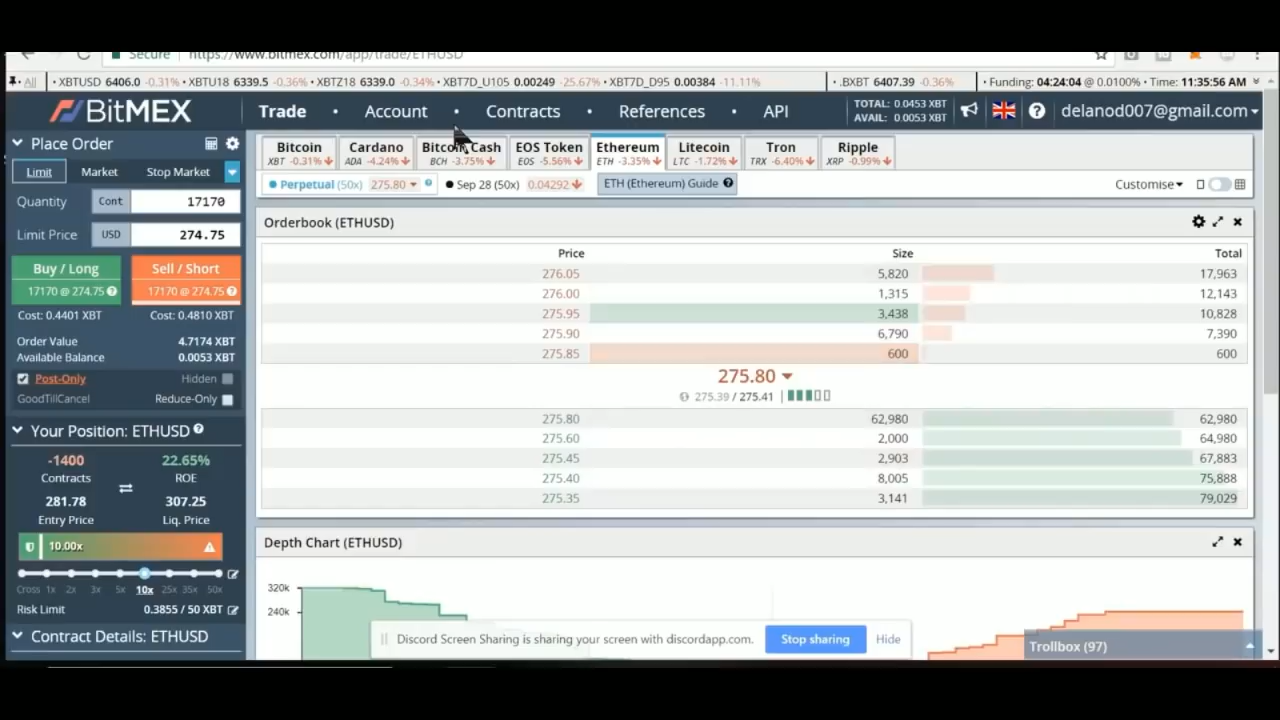 Secure https://www.bitmex.com/app/trade/ETHUSD
All • XBTUSD 6406.0 -0.31% • XBTU18 6339.5 -0.36% • XBTZ18 6339.0 -0.34% • XBT7D_U105 0.00249 -25.67% • XBT7D_D95 0.00384 -11.11% • .BXBT 6407.39 -0.36% • Funding: 04:24:04 @ 0.0100% • Time: 11:35:56 AM
BitMEX Trade • Account • Contracts • References • API TOTAL: 0.0453 XBT
AVAIL: 0.0053 XBT ? delanod007@gmail.com
Place Order
Limit Market Stop Market
Quantity Cont 17170
Limit Price USD 274.75
Buy / Long Sell / Short
17170 @ 274.75 ? 17170 @ 274.75 ?
Cost: 0.4401 XBT Cost: 0.4810 XBT
Order Value 4.7174 XBT
Available Balance 0.0053 XBT
Post-Only Hidden
GoodTillCancel Reduce-Only
Your Position: ETHUSD ?
-1400 22.65%
Contracts ROE
281.78 307.25
Entry Price Liq. Price
10.00x
Cross 1x 2x 3x 5x 10x 25x 35x 50x
Risk Limit 0.3855 / 50 XBT
Contract Details: ETHUSD
Bitcoin Cardano Bitcoin Cash EOS Token Ethereum Litecoin Tron Ripple
XBT -0.31% ADA -4.24% BCH -3.75% EOS -5.56% ETH -3.35% LTC -1.72% TRX -6.40% XRP -0.99%
• Perpetual (50x) 275.80 ? • Sep 28 (50x) 0.04292 ETH (Ethereum) Guide ? Customise
Orderbook (ETHUSD)
Price Size Total
276.05 5,820 17,963
276.00 1,315 12,143
275.95 3,438 10,828
275.90 6,790 7,390
275.85 600 600
275.80
275.39 / 275.41
275.80 62,980 62,980
275.60 2,000 64,980
275.45 2,903 67,883
275.40 8,005 75,888
275.35 3,141 79,029
Depth Chart (ETHUSD)
320k
240k
Discord Screen Sharing is sharing your screen with discordapp.com. Stop sharing Hide
Trollbox (97)